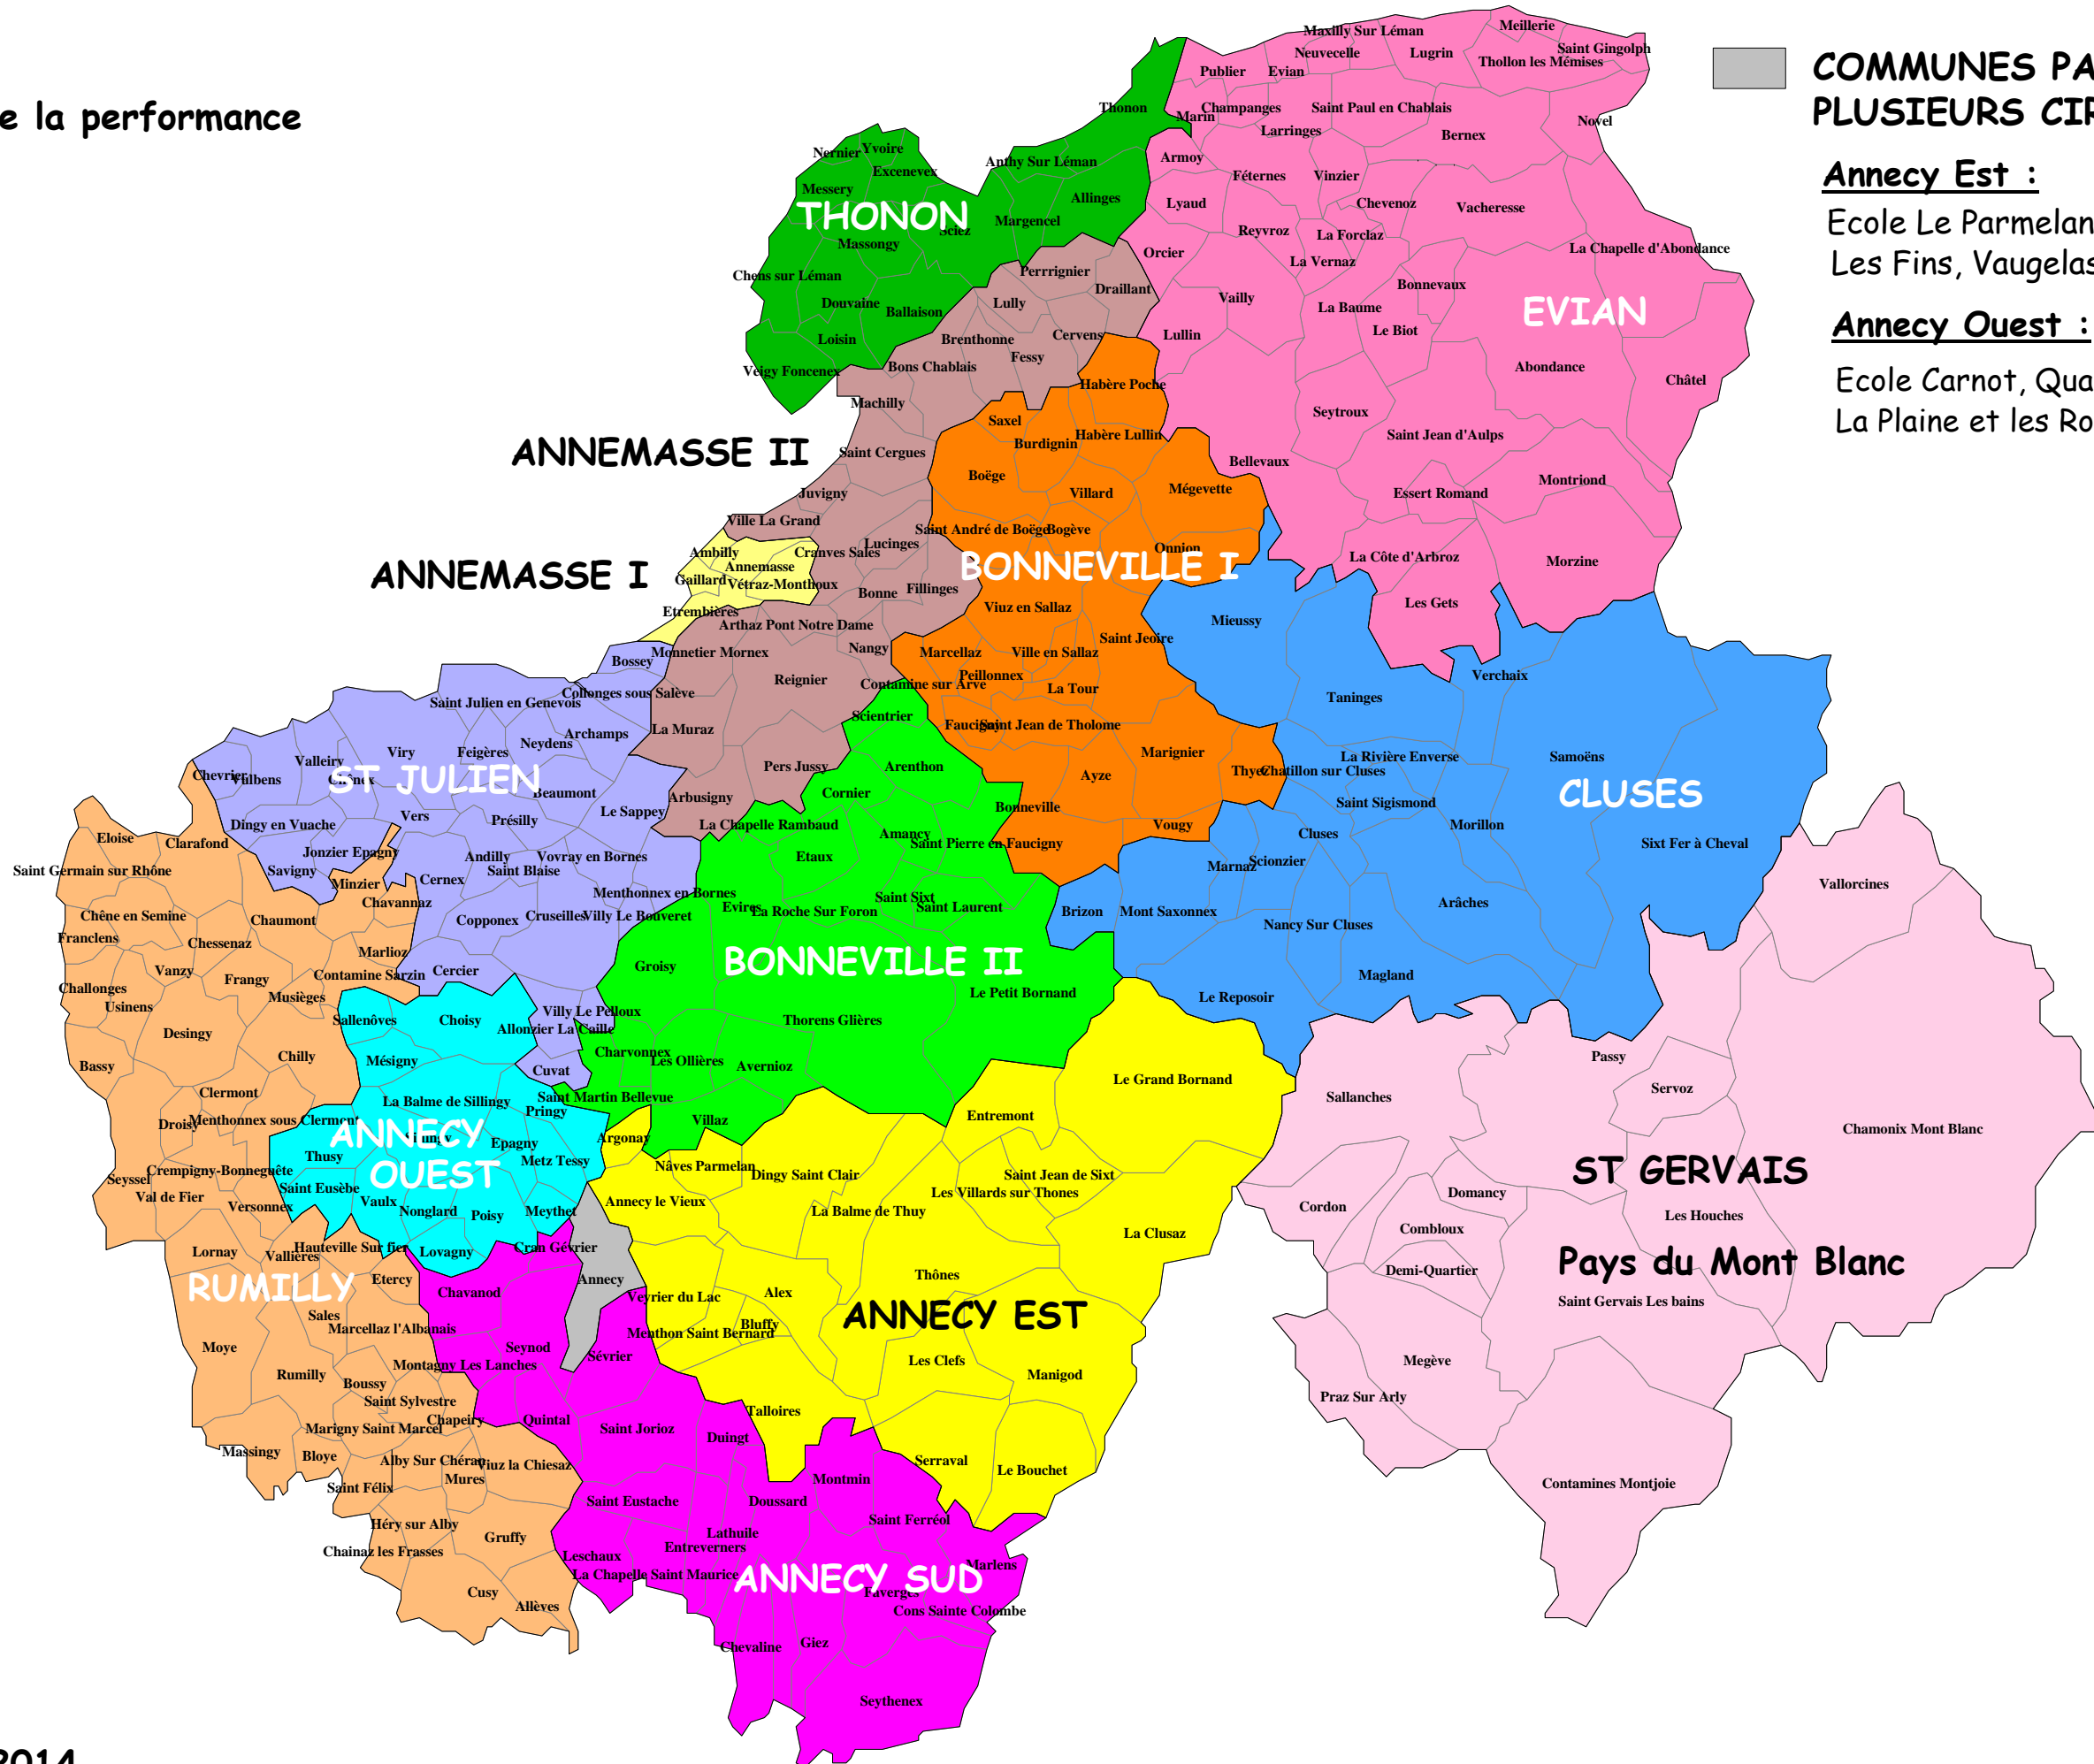 COMMUNES PA
PLUSIEURS CIR
Annecy Est :
Ecole Le Parmelan
Les Fins, Vaugelas
Annecy Ouest :
Ecole Carnot, Qua
La Plaine et les Ro
e la performance
THONON
EVIAN
ANNEMASSE II
ANNEMASSE I
BONNEVILLE I
ST JULIEN
CLUSES
BONNEVILLE II
ANNECY
OUEST
ST GERVAIS
Pays du Mont Blanc
RUMILLY
ANNECY EST
ANNECY SUD
Meillerie
Maxilly Sur Léman
Saint Gingolph
Neuvecelle
Lugrin
Thollon les Mémises
Publier
Evian
Thonon
Champanges
Saint Paul en Chablais
Marin
Novel
Larringes
Bernex
Nernier
Yvoire
Armoy
Anthy Sur Léman
Excenevex
Féternes
Vinzier
Messery
Allinges
Lyaud
Chevenoz
Vacheresse
Margencel
Sciez
Reyvroz
La Forclaz
Massongy
La Chapelle d'Abondance
Orcier
La Vernaz
Perrrignier
Chens sur Léman
Bonnevaux
Draillant
Vailly
Douvaine
Lully
La Baume
Ballaison
Le Biot
Loisin
Brenthonne
Cervens
Lullin
Fessy
Veigy Foncenex
Bons Chablais
Abondance
Châtel
Habère Poche
Machilly
Seytroux
Saxel
Habère Lullin
Burdignin
Saint Jean d'Aulps
Saint Cergues
Bellevaux
Boëge
Montriond
Juvigny
Villard
Mégevette
Essert Romand
Ville La Grand
Saint André de Boëge
Bogève
Lucinges
Onnion
Ambilly
Cranves Sales
La Côte d'Arbroz
Morzine
Annemasse
Gaillard
Vétraz-Monthoux
Fillinges
Bonne
Les Gets
Etrembières
Viuz en Sallaz
Mieussy
Arthaz Pont Notre Dame
Saint Jeoire
Nangy
Monnetier Mornex
Marcellaz
Ville en Sallaz
Bossey
Verchaix
Peillonnex
Reignier
Contamine sur Arve
La Tour
Collonges sous Salève
Taninges
Saint Julien en Genevois
Scientrier
Faucigny
Saint Jean de Tholome
La Muraz
Archamps
Neydens
Viry
Feigères
Marignier
La Rivière Enverse
Samoëns
Valleiry
Pers Jussy
Arenthon
Thyez
Chatillon sur Cluses
Chevrier
Vulbens
Chênex
Ayze
Beaumont
Cornier
Arbusigny
Saint Sigismond
Bonneville
Le Sappey
Vers
Présilly
Dingy en Vuache
La Chapelle Rambaud
Vougy
Morillon
Amancy
Cluses
Eloise
Clarafond
Saint Pierre en Faucigny
Sixt Fer à Cheval
Jonzier Epagny
Andilly
Vovray en Bornes
Etaux
Scionzier
Marnaz
Saint Germain sur Rhône
Savigny
Saint Blaise
Cernex
Minzier
Vallorcines
Menthonnex en Bornes
Saint Sixt
Chavannaz
Arâches
Evires
Saint Laurent
La Roche Sur Foron
Brizon
Mont Saxonnex
Chêne en Semine
Chaumont
Copponex
Cruseilles
Villy Le Bouveret
Nancy Sur Cluses
Franclens
Chessenaz
Marlioz
Groisy
Vanzy
Contamine Sarzin
Cercier
Magland
Frangy
Challonges
Le Petit Bornand
Musièges
Le Reposoir
Usinens
Villy Le Pelloux
Sallenôves
Choisy
Thorens Glières
Allonzier La Caille
Desingy
Charvonnex
Chilly
Mésigny
Les Ollières
Passy
Bassy
Avernioz
Cuvat
Le Grand Bornand
Servoz
Clermont
Saint Martin Bellevue
Sallanches
La Balme de Sillingy
Pringy
Entremont
Droisy
Menthonnex sous Clermont
Villaz
Chamonix Mont Blanc
Sillingy
Argonay
Epagny
Thusy
Metz Tessy
Nâves Parmelan
Crempigny-Bonneguête
Dingy Saint Clair
Saint Jean de Sixt
Seyssel
Saint Eusèbe
Les Villards sur Thones
Domancy
Val de Fier
Vaulx
Annecy le Vieux
Versonnex
Nonglard
Poisy
Meythet
La Balme de Thuy
Cordon
Les Houches
Combloux
La Clusaz
Hauteville Sur fier
Cran Gévrier
Lornay
Vallières
Lovagny
Demi-Quartier
Etercy
Annecy
Thônes
Chavanod
Veyrier du Lac
Alex
Saint Gervais Les bains
Sales
Bluffy
Marcellaz l'Albanais
Menthon Saint Bernard
Moye
Seynod
Sévrier
Les Clefs
Megève
Montagny Les Lanches
Rumilly
Manigod
Boussy
Praz Sur Arly
Saint Sylvestre
Talloires
Chapeiry
Quintal
Marigny Saint Marcel
Saint Jorioz
Duingt
Massingy
Bloye
Alby Sur Chéran
Viuz la Chiesaz
Serraval
Le Bouchet
Mures
Montmin
Saint Félix
Contamines Montjoie
Saint Eustache
Doussard
Saint Ferréol
Héry sur Alby
Lathuile
Gruffy
Entreverners
Chainaz les Frasses
Leschaux
Marlens
La Chapelle Saint Maurice
Cusy
Faverges
Allèves
Cons Sainte Colombe
Giez
Chevaline
Seythenex
2014